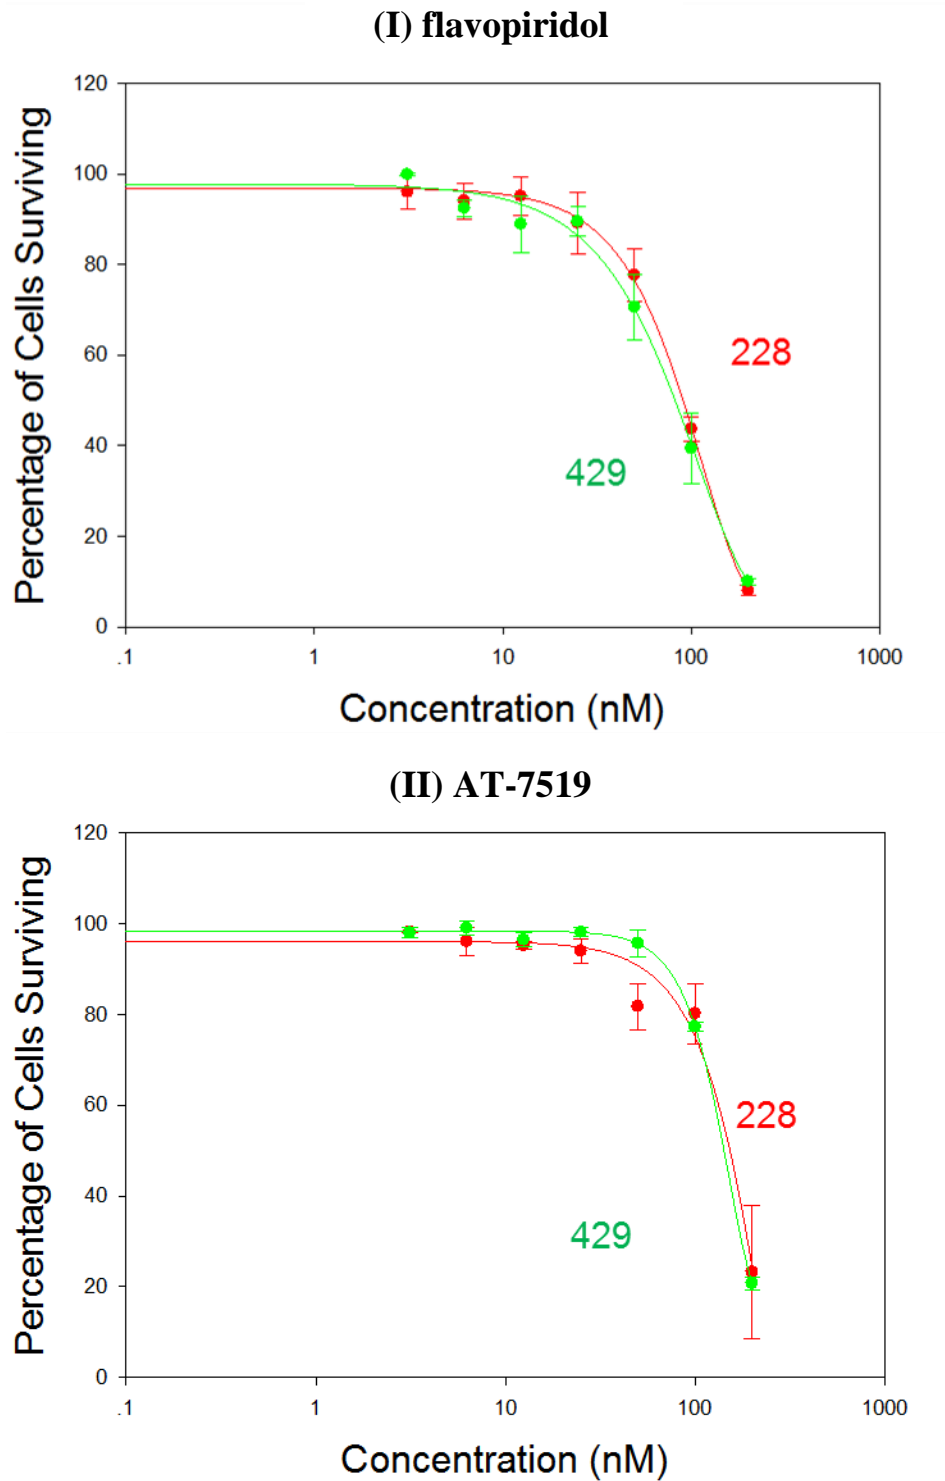 (I) flavopiridol
120
100
80
60
40
20
0
Percentage of Cells Surviving
228
429
.1 1 10 100 1000
Concentration (nM)
(II) AT-7519
120
100
80
60
40
20
0
Percentage of Cells Surviving
228
429
.1 1 10 100 1000
Concentration (nM)